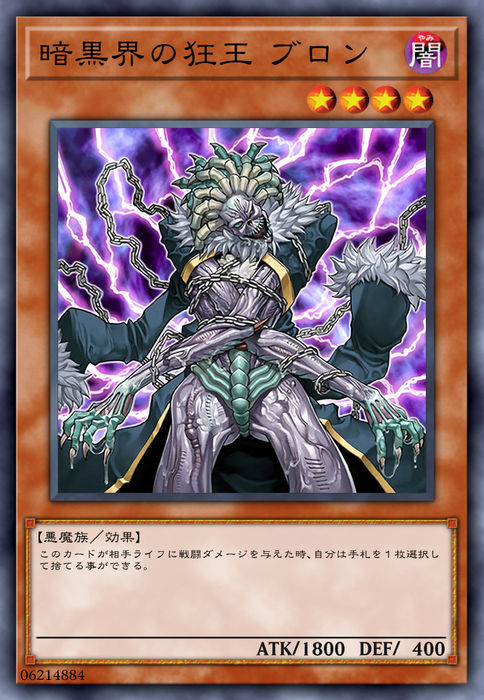 暗黒界の狂王 ブロン
やみ
闇
【悪魔族／効果】
このカードが相手ライフに戦闘ダメージを与えた時、自分は手札を１枚選択し
て捨てる事ができる。
ATK/1800 DEF/ 400
06214884